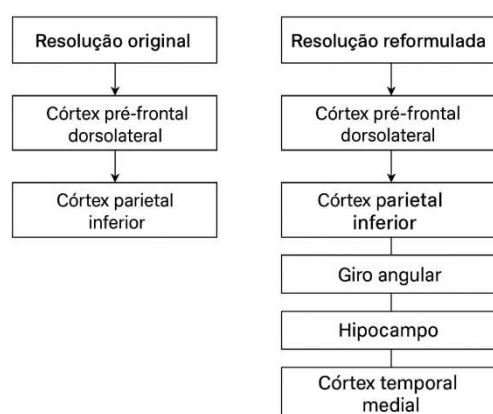 Resolução original
Córtex pré-frontal
dorsolateral
Córtex parietal
inferior
Resolução reformulada
Córtex pré-frontal
dorsolateral
Córtex parietal
inferior
Giro angular
Hipocampo
Córtex temporal
medial